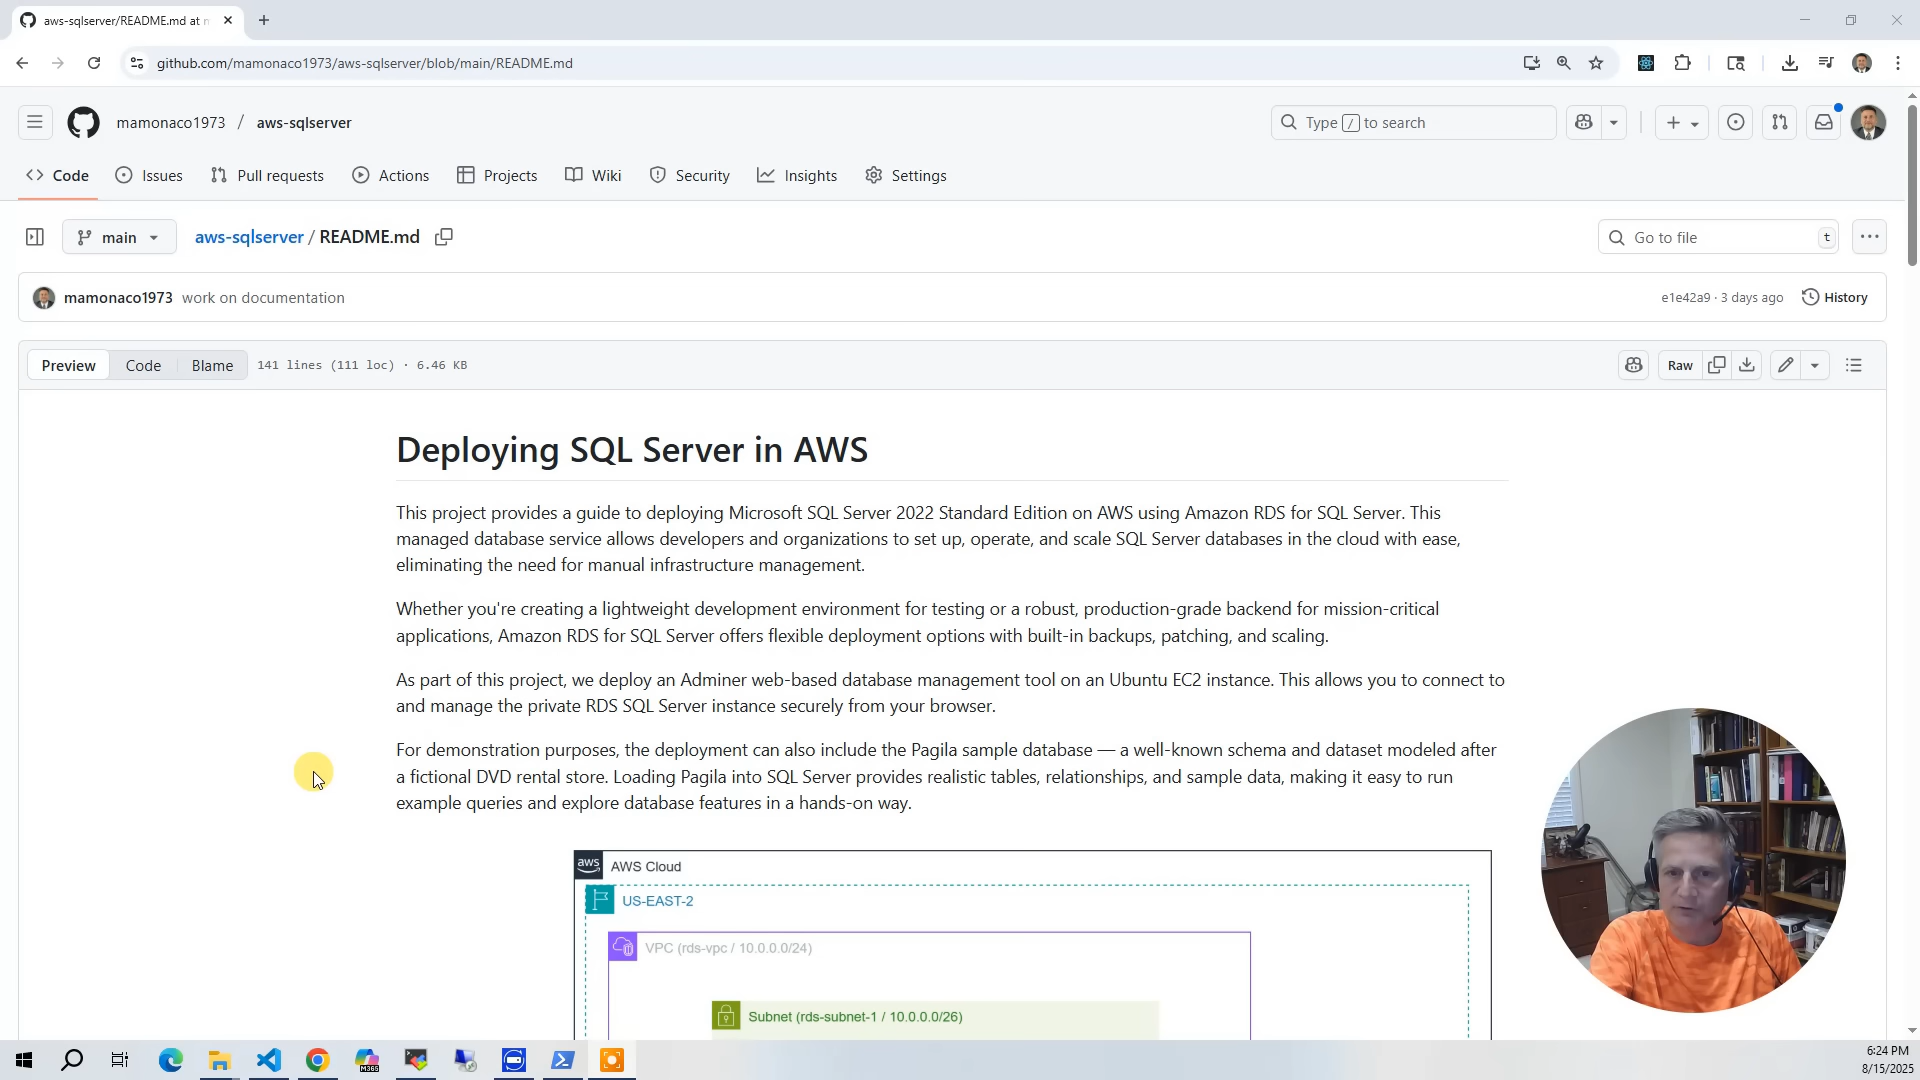 aws-sqlserver/README.md at m
github.com/mamonaco1973/aws-sqlserver/blob/main/README.md
mamonaco1973 / aws-sqlserver
Type / to search
Code
Issues
Pull requests
Actions
Projects
Wiki
Security
Insights
Settings
main
aws-sqlserver / README.md
Go to file
t
mamonaco1973 work on documentation
e1e42a9 · 3 days ago
History
Preview
Code
Blame
141 lines (111 loc) · 6.46 KB
Raw
Deploying SQL Server in AWS
This project provides a guide to deploying Microsoft SQL Server 2022 Standard Edition on AWS using Amazon RDS for SQL Server. This
managed database service allows developers and organizations to set up, operate, and scale SQL Server databases in the cloud with ease,
eliminating the need for manual infrastructure management.
Whether you're creating a lightweight development environment for testing or a robust, production-grade backend for mission-critical
applications, Amazon RDS for SQL Server offers flexible deployment options with built-in backups, patching, and scaling.
As part of this project, we deploy an Adminer web-based database management tool on an Ubuntu EC2 instance. This allows you to connect to
and manage the private RDS SQL Server instance securely from your browser.
For demonstration purposes, the deployment can also include the Pagila sample database — a well-known schema and dataset modeled after
a fictional DVD rental store. Loading Pagila into SQL Server provides realistic tables, relationships, and sample data, making it easy to run
example queries and explore database features in a hands-on way.
aws
AWS Cloud
US-EAST-2
VPC (rds-vpc / 10.0.0.0/24)
Subnet (rds-subnet-1 / 10.0.0.0/26)
M365
6:24 PM
8/15/2025